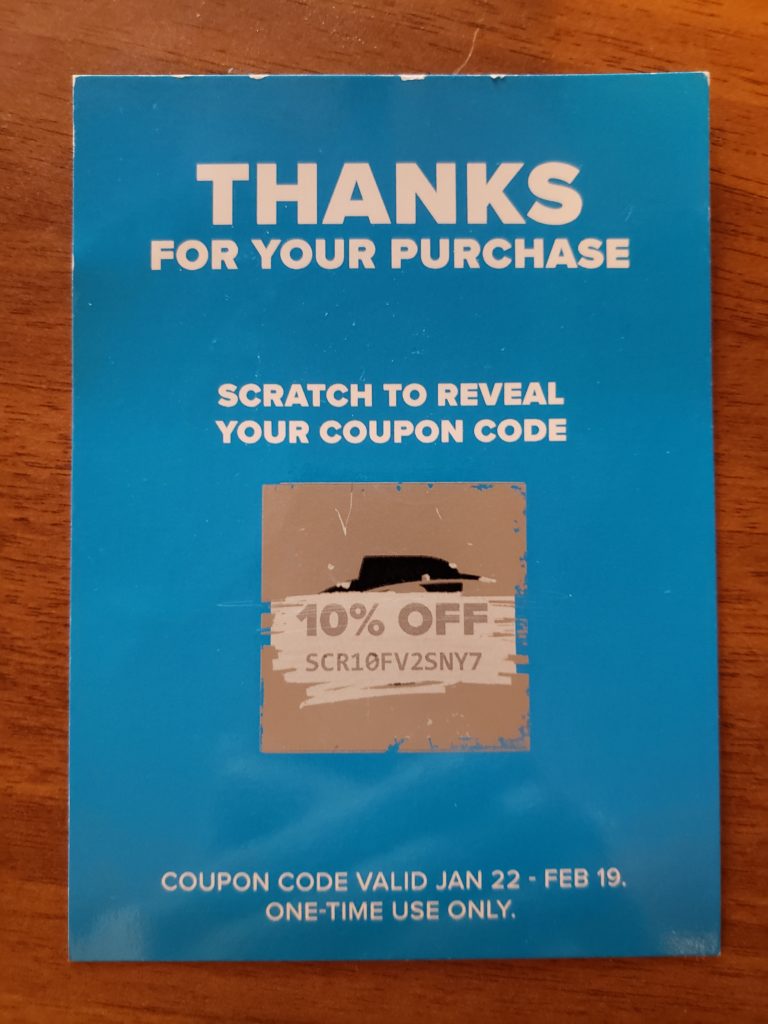 THANKS
FOR YOUR PURCHASE
SCRATCH TO REVEAL
YOUR COUPON CODE
10% OFF
SCR10FV2SNY7
COUPON CODE VALID JAN 22 - FEB 19.
ONE-TIME USE ONLY.